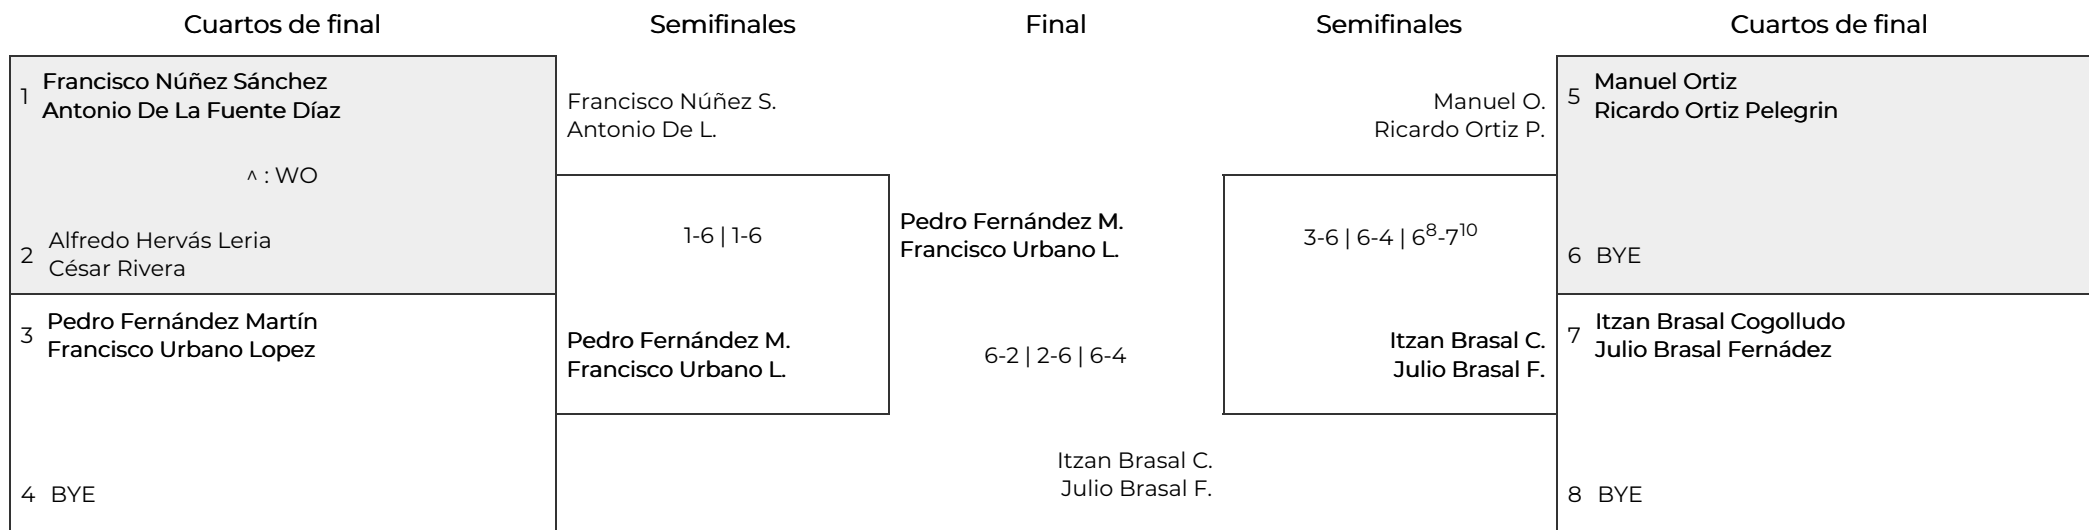 Cuartos de final
Semifinales
Final
Semifinales
Cuartos de final
1
Francisco Núñez Sánchez
Antonio De La Fuente Díaz
^ : WO
2
Alfredo Hervás Leria
César Rivera
3
Pedro Fernández Martín
Francisco Urbano Lopez
4 BYE
Francisco Núñez S.
Antonio De L.
1-6 | 1-6
Pedro Fernández M.
Francisco Urbano L.
Pedro Fernández M.
Francisco Urbano L.
6-2 | 2-6 | 6-4
Itzan Brasal C.
Julio Brasal F.
Manuel O.
Ricardo Ortiz P.
3-6 | 6-4 | 6⁸-7¹⁰
Itzan Brasal C.
Julio Brasal F.
5
Manuel Ortiz
Ricardo Ortiz Pelegrin
6 BYE
7
Itzan Brasal Cogolludo
Julio Brasal Fernádez
8 BYE